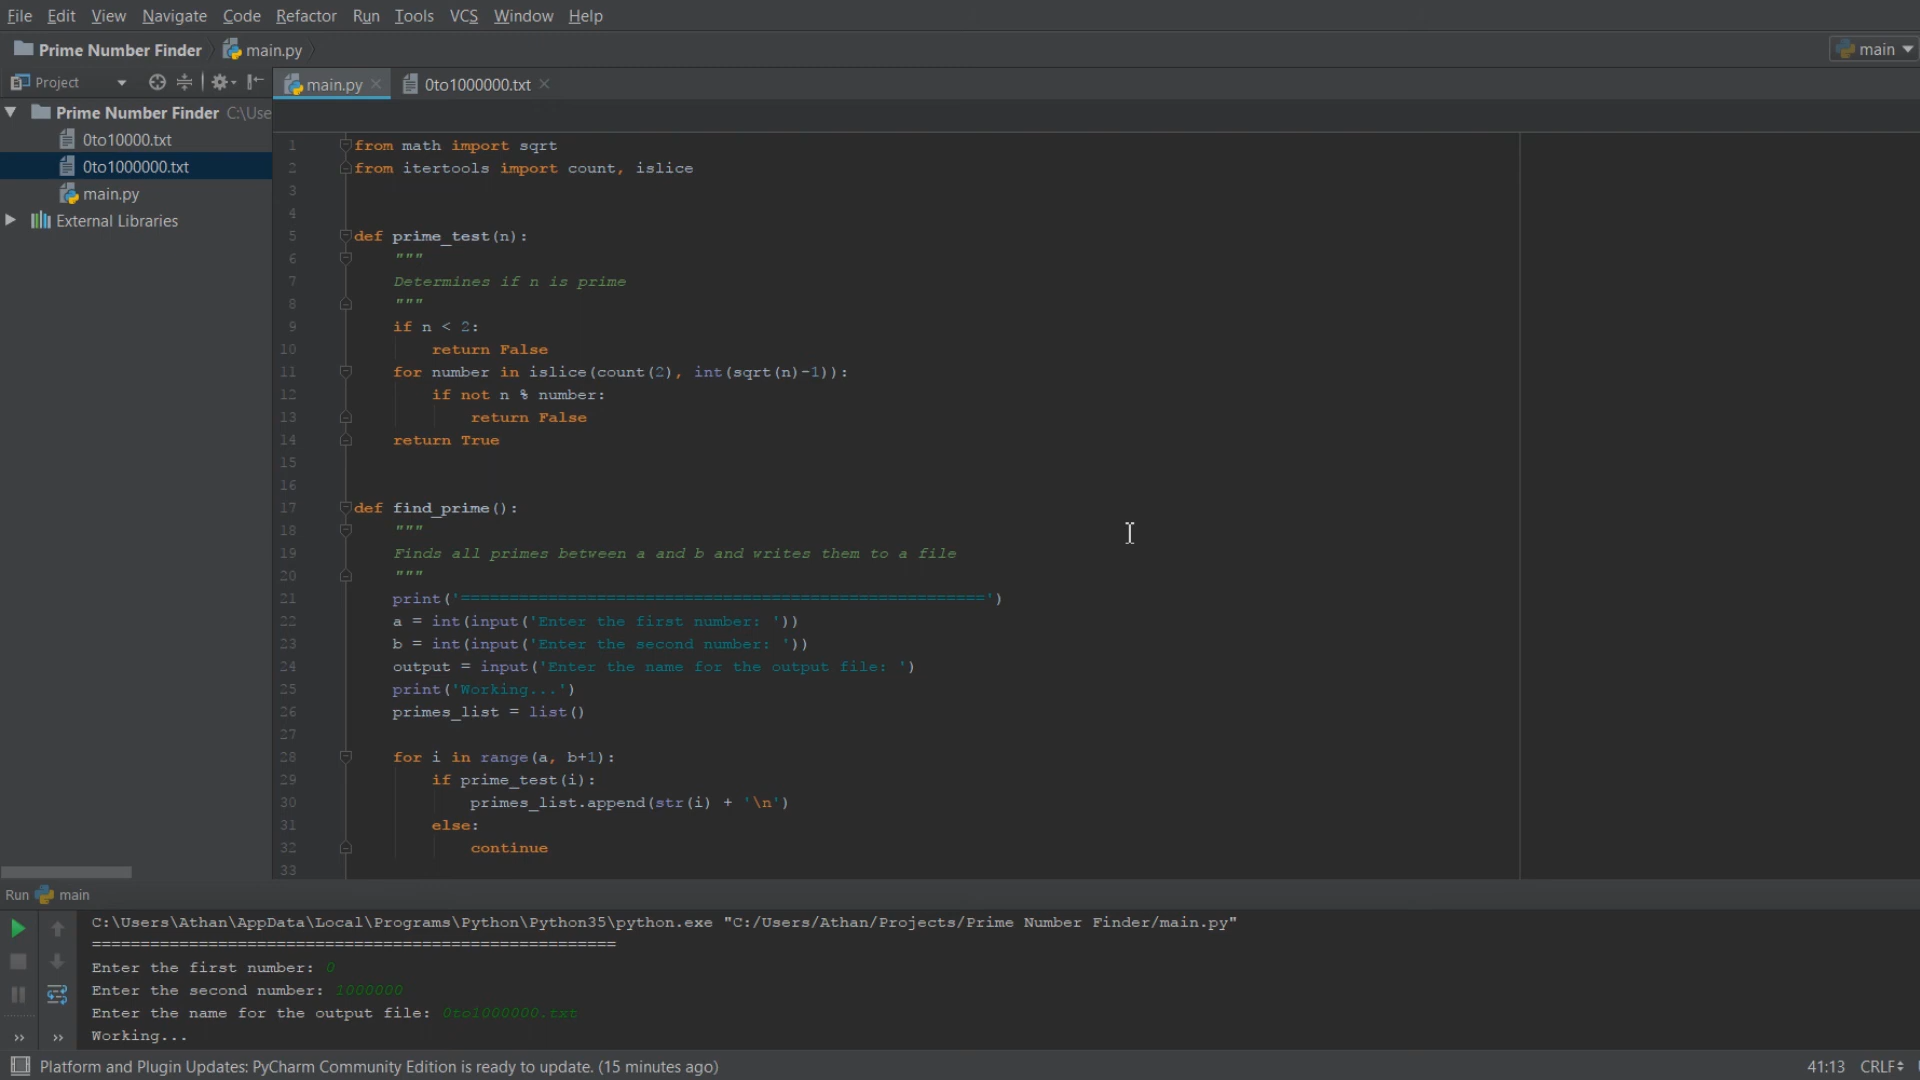 File Edit View Navigate Code Refactor Run Tools VCS Window Help
Prime Number Finder main.py main
Project
main.py 0to1000000.txt
Prime Number Finder C:\Use
0to10000.txt
0to1000000.txt
main.py
External Libraries
1 from math import sqrt
2 from itertools import count, islice
3
4
5 def prime_test(n):
6 """
7 Determines if n is prime
8 """
9 if n < 2:
10 return False
11 for number in islice(count(2), int(sqrt(n)-1)):
12 if not n % number:
13 return False
14 return True
15
16
17 def find_prime():
18 """
19 Finds all primes between a and b and writes them to a file
20 """
21 print('======================================================')
22 a = int(input('Enter the first number: '))
23 b = int(input('Enter the second number: '))
24 output = input('Enter the name for the output file: ')
25 print('Working...')
26 primes_list = list()
27
28 for i in range(a, b+1):
29 if prime_test(i):
30 primes_list.append(str(i) + '\n')
31 else:
32 continue
33
Run main
C:\Users\Athan\AppData\Local\Programs\Python\Python35\python.exe "C:/Users/Athan/Projects/Prime Number Finder/main.py"
======================================================
Enter the first number: 0
Enter the second number: 1000000
Enter the name for the output file: 0to1000000.txt
Working...
Platform and Plugin Updates: PyCharm Community Edition is ready to update. (15 minutes ago) 41:13 CRLF